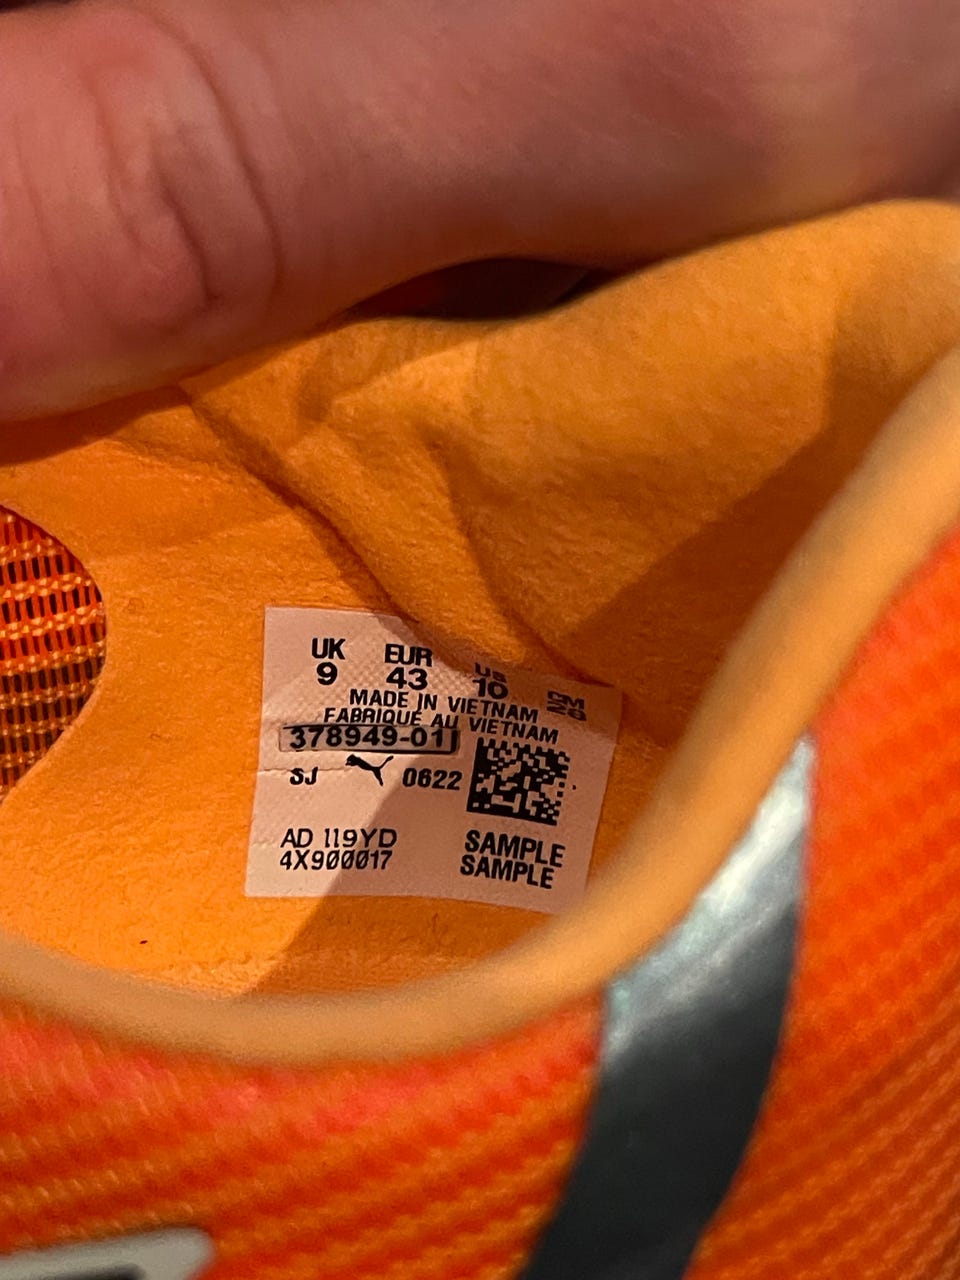 UK EUR US CM
9 43 10 28
MADE IN VIETNAM
FABRIQUÉ AU VIETNAM
378949-01
SJ 0622
AD 119YD
4X900017
SAMPLE
SAMPLE